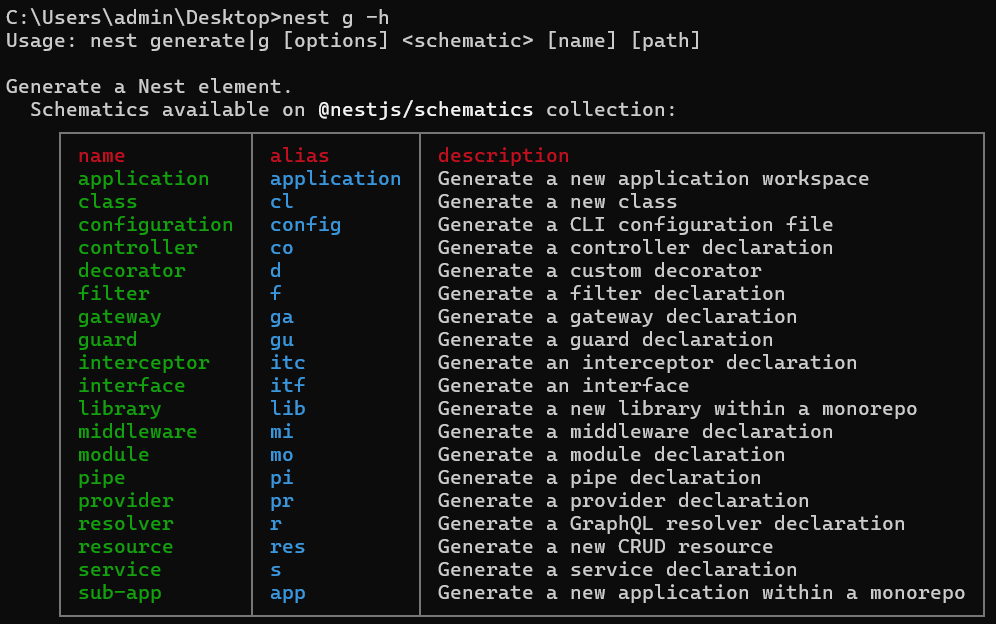 C:\Users\admin\Desktop>nest g -h
Usage: nest generate|g [options] <schematic> [name] [path]
Generate a Nest element.
Schematics available on @nestjs/schematics collection:
name alias description
application application Generate a new application workspace
class cl Generate a new class
configuration config Generate a CLI configuration file
controller co Generate a controller declaration
decorator d Generate a custom decorator
filter f Generate a filter declaration
gateway ga Generate a gateway declaration
guard gu Generate a guard declaration
interceptor itc Generate an interceptor declaration
interface itf Generate an interface
library lib Generate a new library within a monorepo
middleware mi Generate a middleware declaration
module mo Generate a module declaration
pipe pi Generate a pipe declaration
provider pr Generate a provider declaration
resolver r Generate a GraphQL resolver declaration
resource res Generate a new CRUD resource
service s Generate a service declaration
sub-app app Generate a new application within a monorepo